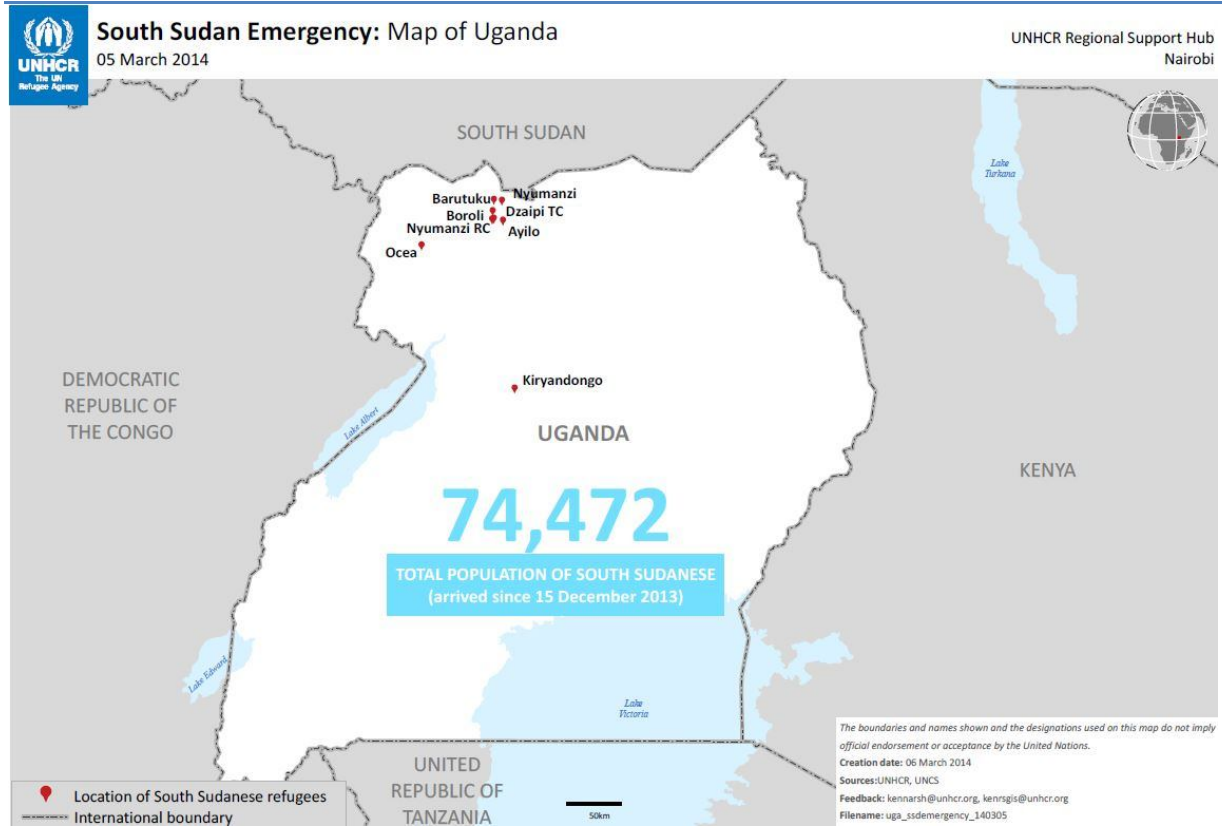 UNHCR
The UN
Refugee Agency
South Sudan Emergency: Map of Uganda
05 March 2014
UNHCR Regional Support Hub
Nairobi
SOUTH SUDAN
Lake
Turkana
Barutuku
Nyumanzi
Boroli
Dzaipi TC
Nyumanzi RC
Ayilo
Ocea
DEMOCRATIC
REPUBLIC OF
THE CONGO
Lake Albert
Kiryandongo
UGANDA
KENYA
74,472
TOTAL POPULATION OF SOUTH SUDANESE
(arrived since 15 December 2013)
Lake Edward
Lake
Victoria
UNITED
REPUBLIC OF
TANZANIA
50km
Location of South Sudanese refugees
International boundary
The boundaries and names shown and the designations used on this map do not imply
official endorsement or acceptance by the United Nations.
Creation date: 06 March 2014
Sources:UNHCR, UNCS
Feedback: kennarsh@unhcr.org, kenrsgis@unhcr.org
Filename: uga_ssdemergency_140305